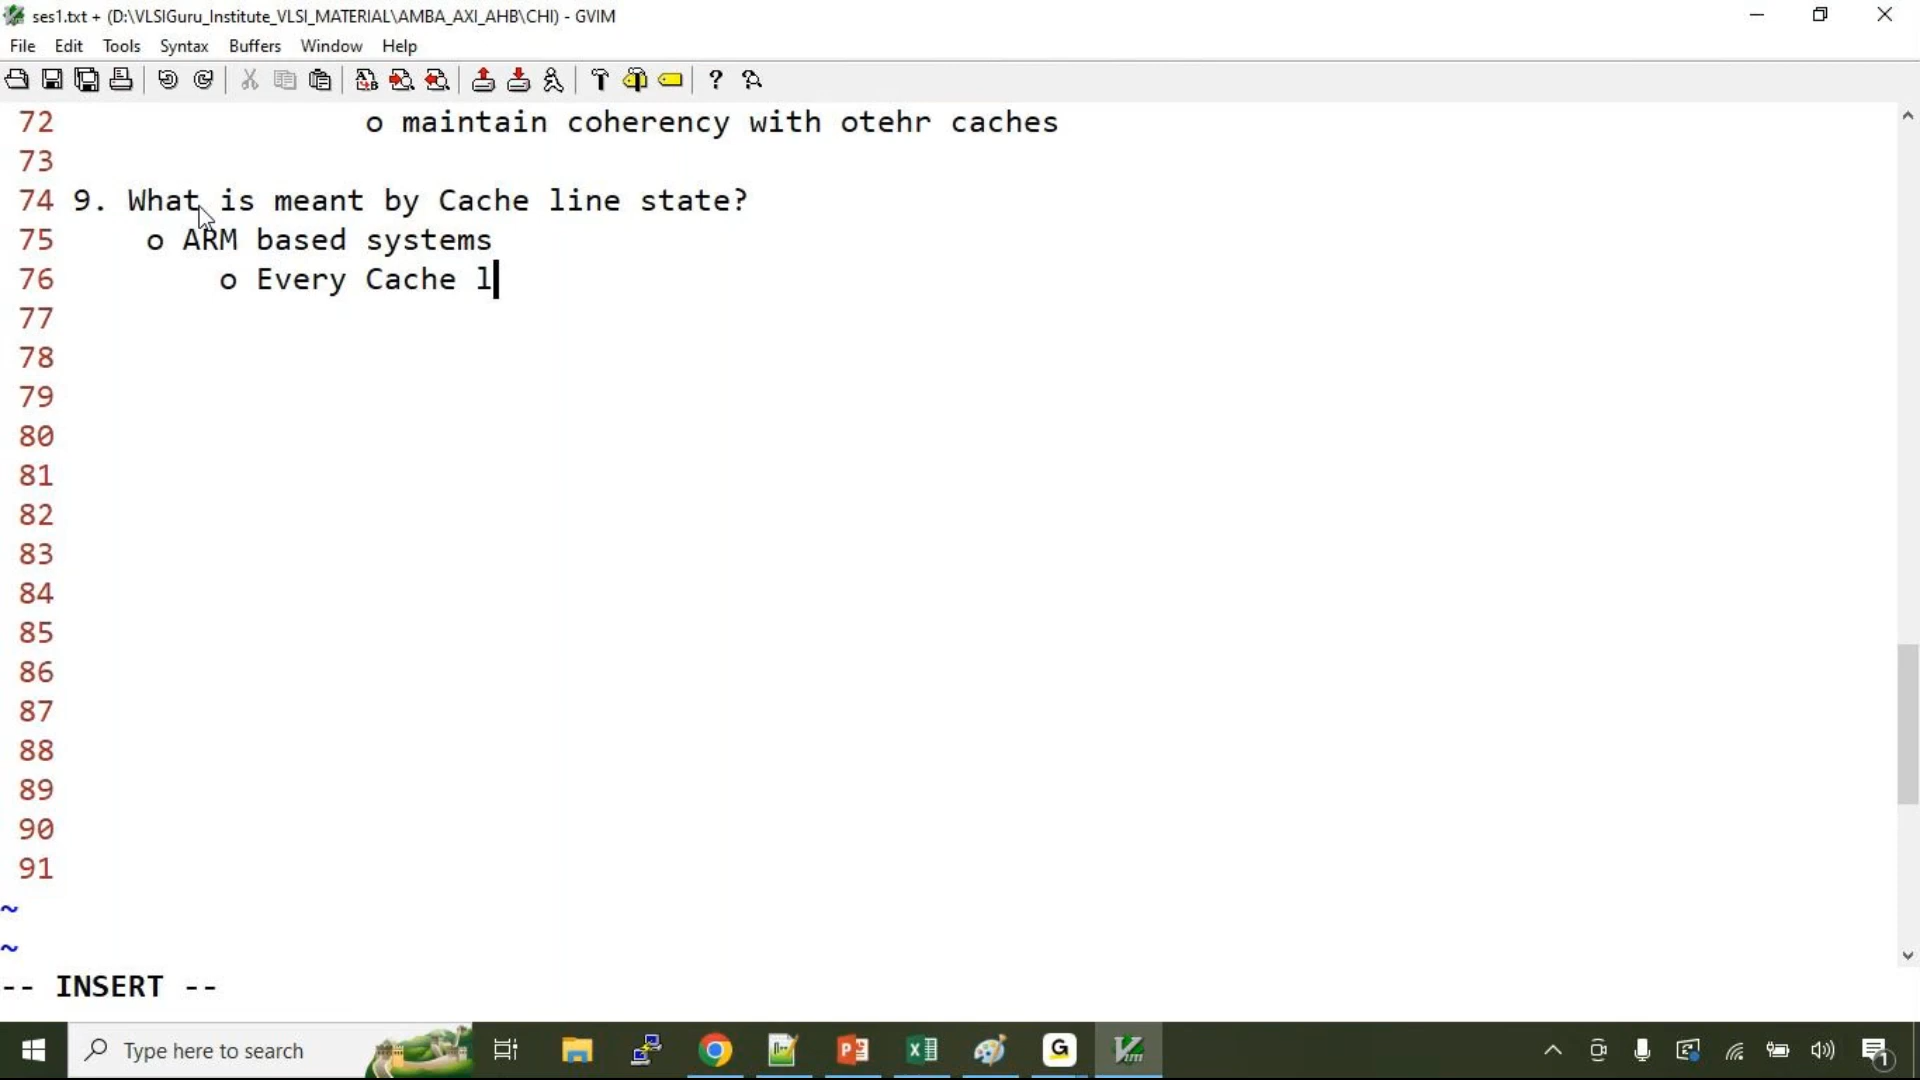 ses1.txt + (D:\VLSIGuru_Institute_VLSI_MATERIAL\AMBA_AXI_AHB\CHI) - GVIM
File Edit Tools Syntax Buffers Window Help
72 o maintain coherency with otehr caches
73
74 9. What is meant by Cache line state?
75 o ARM based systems
76 o Every Cache l
77
78
79
80
81
82
83
84
85
86
87
88
89
90
91
~
~
-- INSERT --
Type here to search